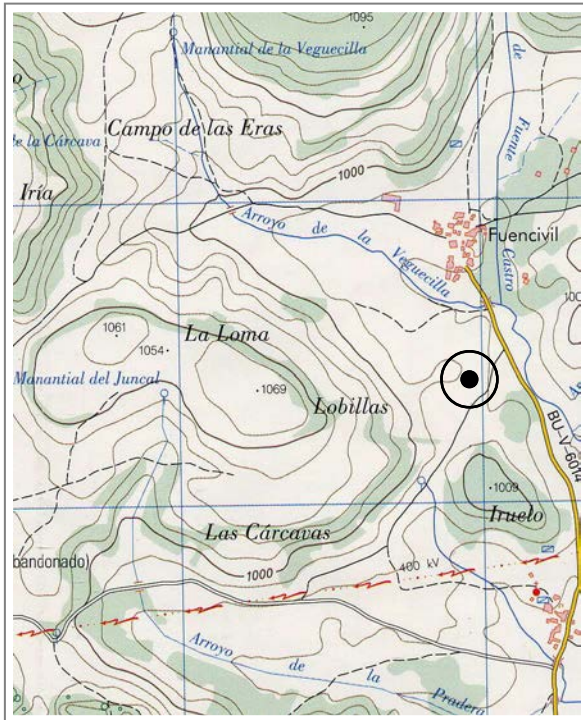 1095
Manantial de la Veguecilla
de
Campo de las Eras
de la Cárcava
Fuente
1000
Iría
Arroyo de la Veguecilla
Fuencivil
Castro
1061
La Loma
1054
Manantial del Juncal
1069
Lobillas
BU-V-6014
1009
Iruelo
Las Cárcavas
400 kV
bandonado)
1000
Arroyo de la Pradera